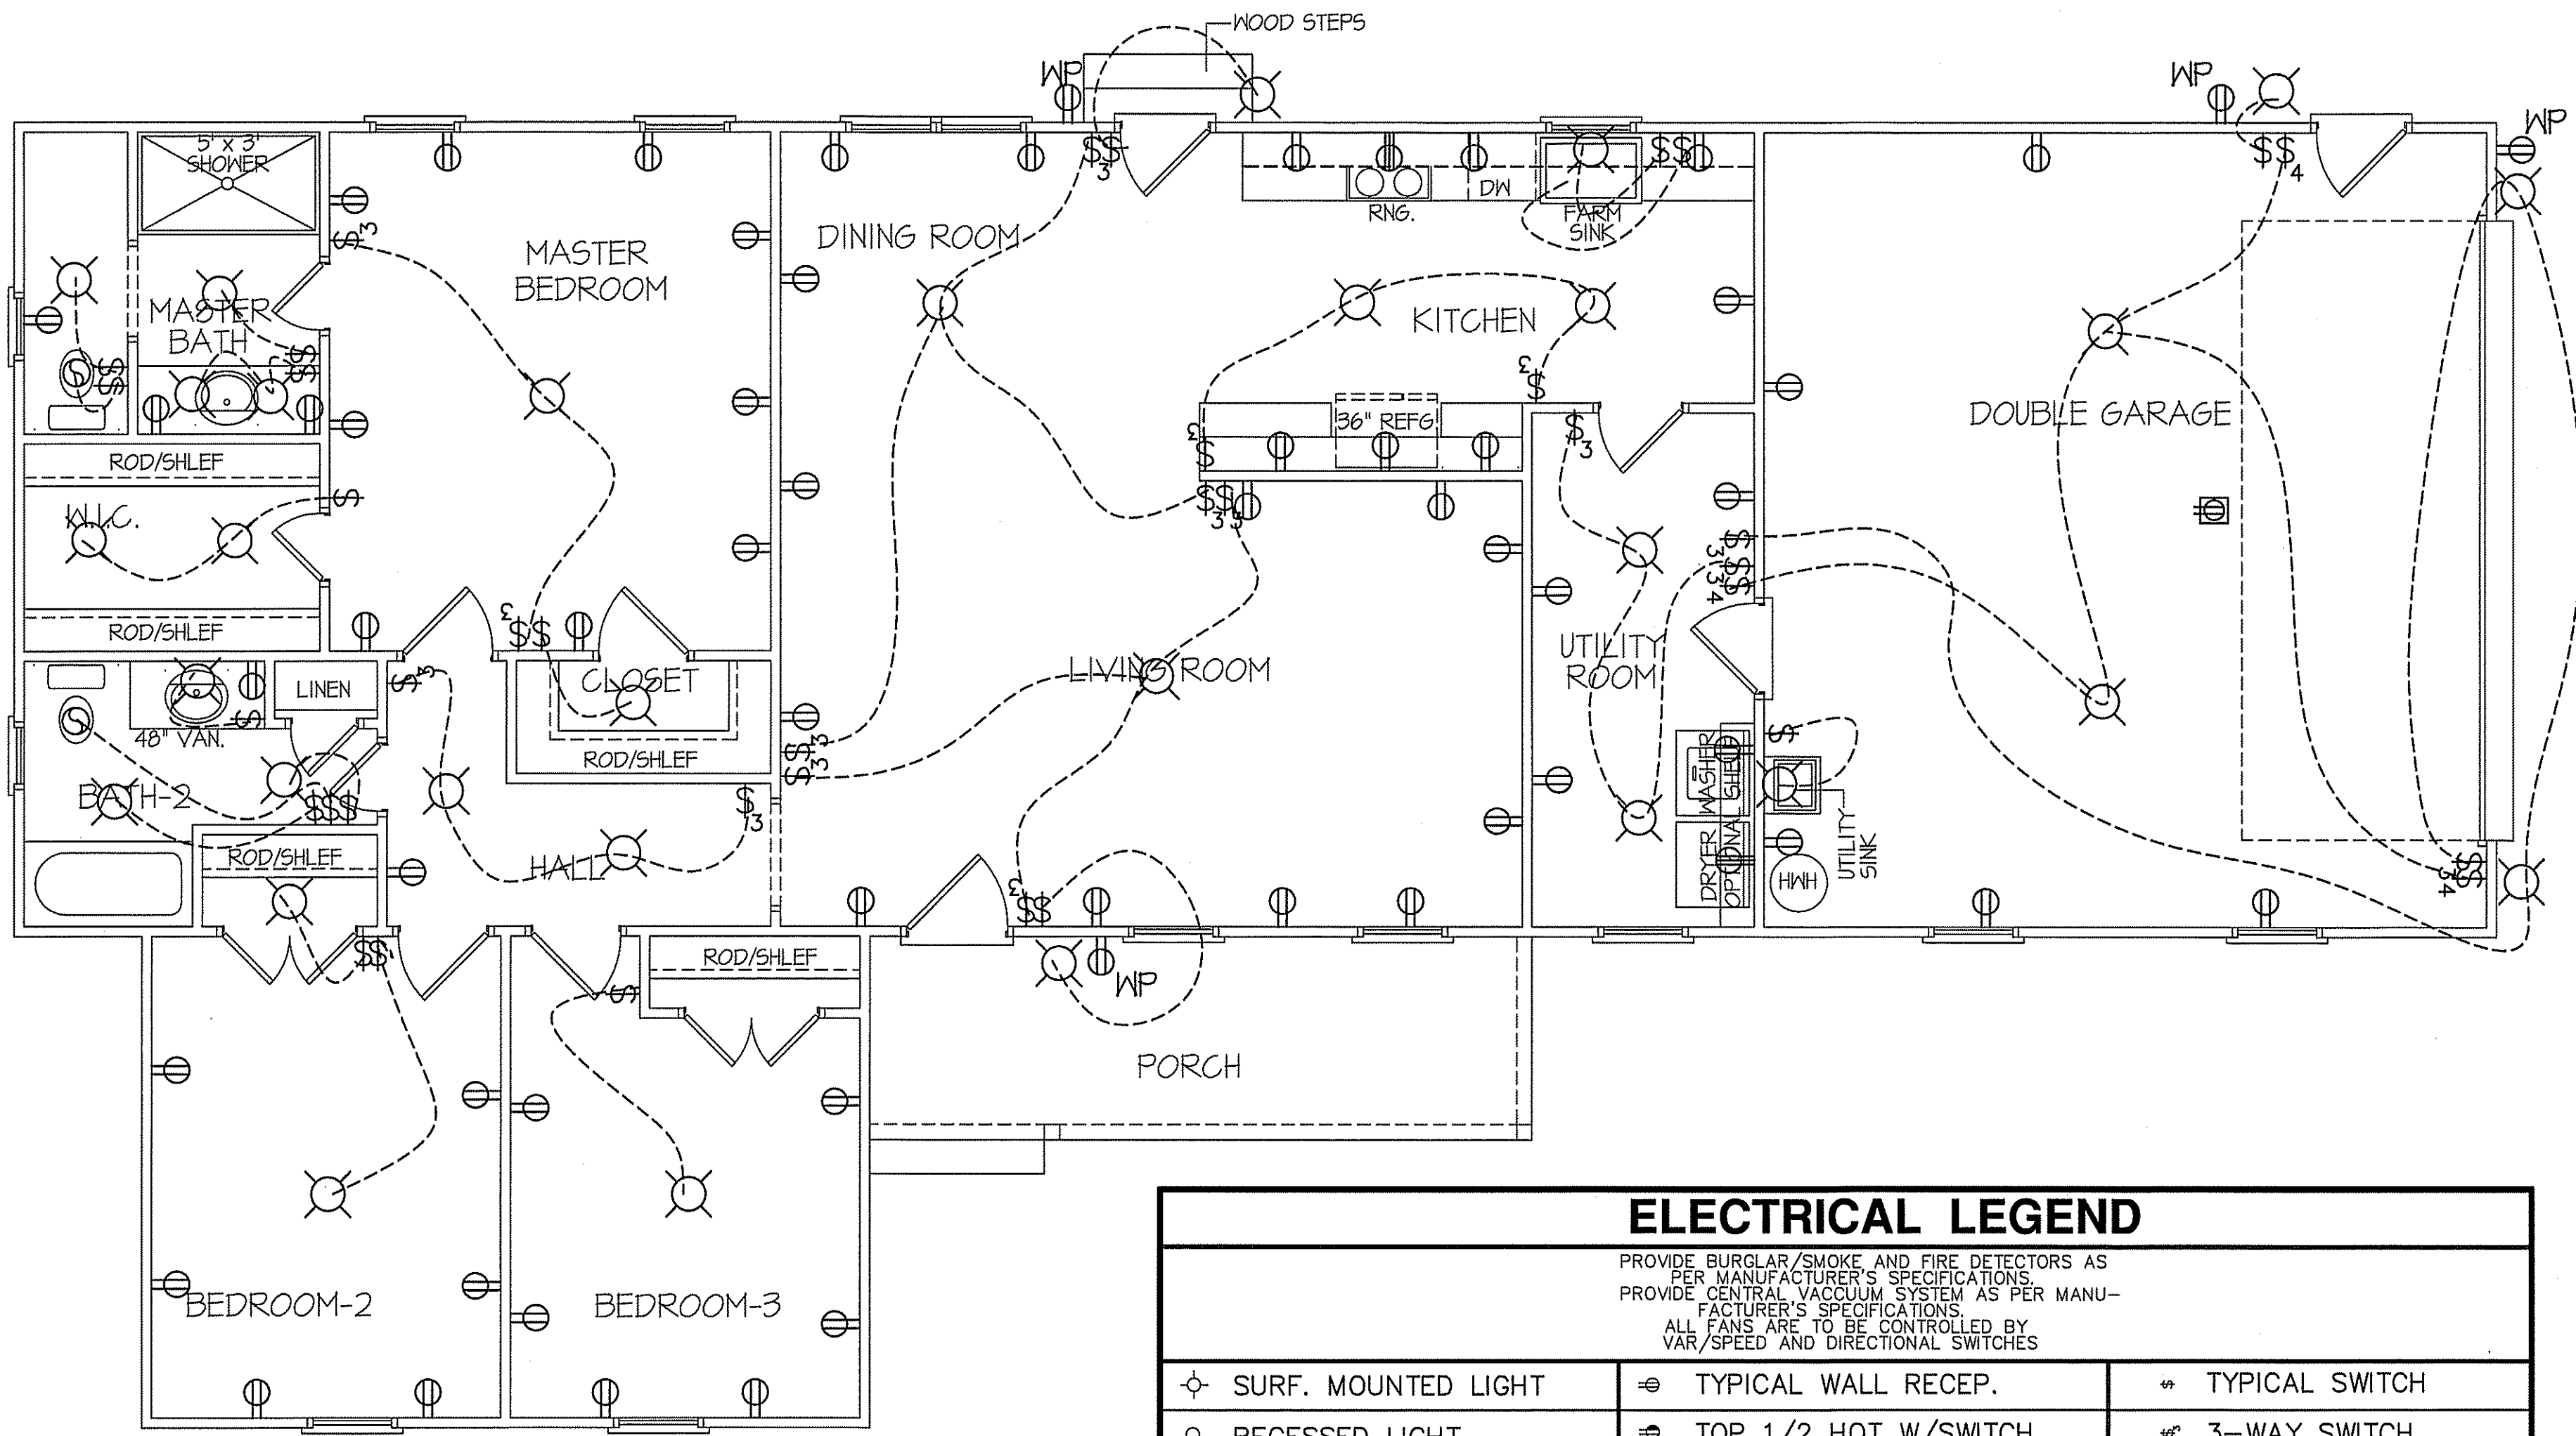 WOOD STEPS
WP
WP
WP
5' x 3'
SHOWER
MASTER
BEDROOM
DINING ROOM
RNG.
DW
FARM
SINK
MASTER
BATH
KITCHEN
36" REFG
DOUBLE GARAGE
ROD/SHLEF
W.I.C.
ROD/SHLEF
UTILITY
ROOM
LIVING ROOM
CLOSET
LINEN
48" VAN.
ROD/SHLEF
WASHER
DRYER
OPTIONAL SHELF
UTILITY
SINK
HWH
BATH-2
ROD/SHLEF
HALL
ROD/SHLEF
WP
PORCH
BEDROOM-2
BEDROOM-3
ELECTRICAL LEGEND
PROVIDE BURGLAR/SMOKE AND FIRE DETECTORS AS
PER MANUFACTURER'S SPECIFICATIONS.
PROVIDE CENTRAL VACCUUM SYSTEM AS PER MANU-
FACTURER'S SPECIFICATIONS.
ALL FANS ARE TO BE CONTROLLED BY
VAR/SPEED AND DIRECTIONAL SWITCHES
SURF. MOUNTED LIGHT
TYPICAL WALL RECEP.
$ TYPICAL SWITCH
RECESSED LIGHT
TOP 1/2 HOT W/SWITCH
$3 3-WAY SWITCH